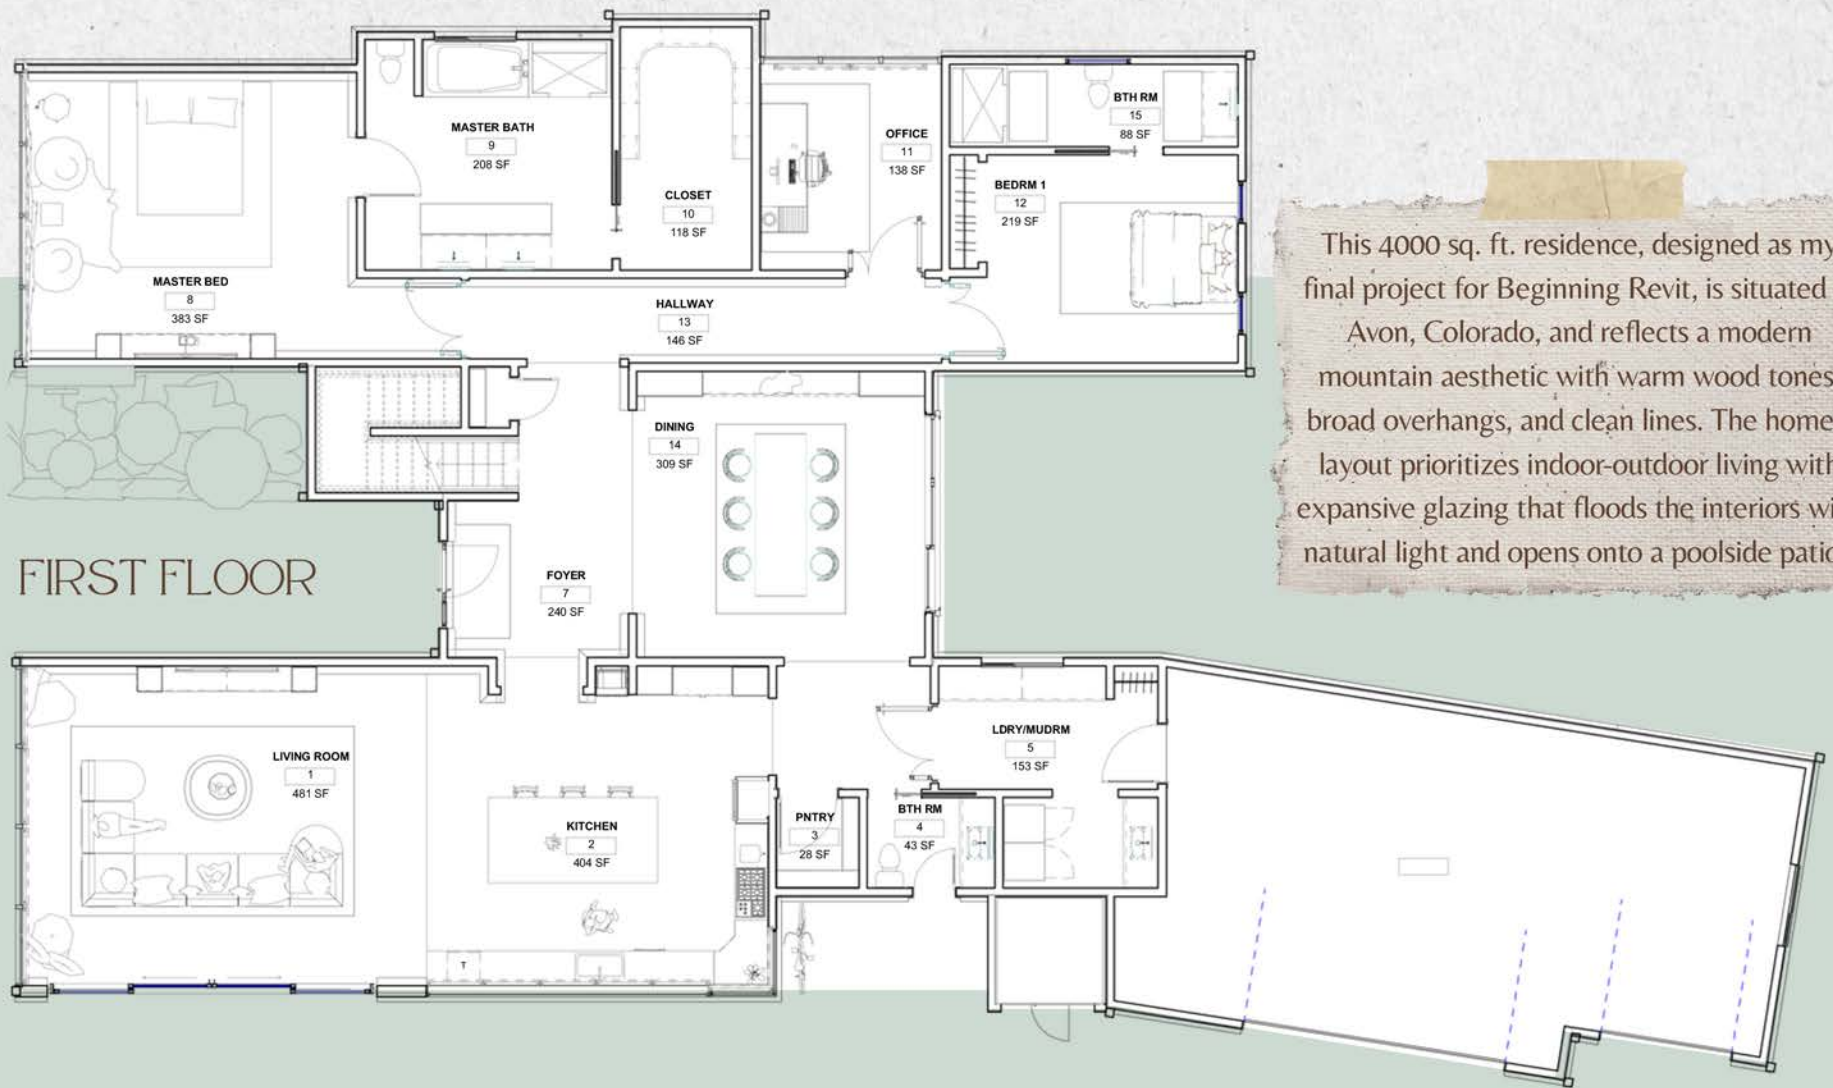 MASTER BATH
9
208 SF
CLOSET
10
118 SF
OFFICE
11
138 SF
BTH RM
15
88 SF
BEDRM 1
12
219 SF
MASTER BED
8
383 SF
HALLWAY
13
146 SF
DINING
14
309 SF
FOYER
7
240 SF
FIRST FLOOR
LIVING ROOM
1
481 SF
KITCHEN
2
404 SF
PNTRY
3
28 SF
BTH RM
4
43 SF
LDRY/MUDRM
5
153 SF
T
This 4000 sq. ft. residence, designed as my
final project for Beginning Revit, is situated
Avon, Colorado, and reflects a modern
mountain aesthetic with warm wood tones
broad overhangs, and clean lines. The home
layout prioritizes indoor-outdoor living with
expansive glazing that floods the interiors wi
natural light and opens onto a poolside patio